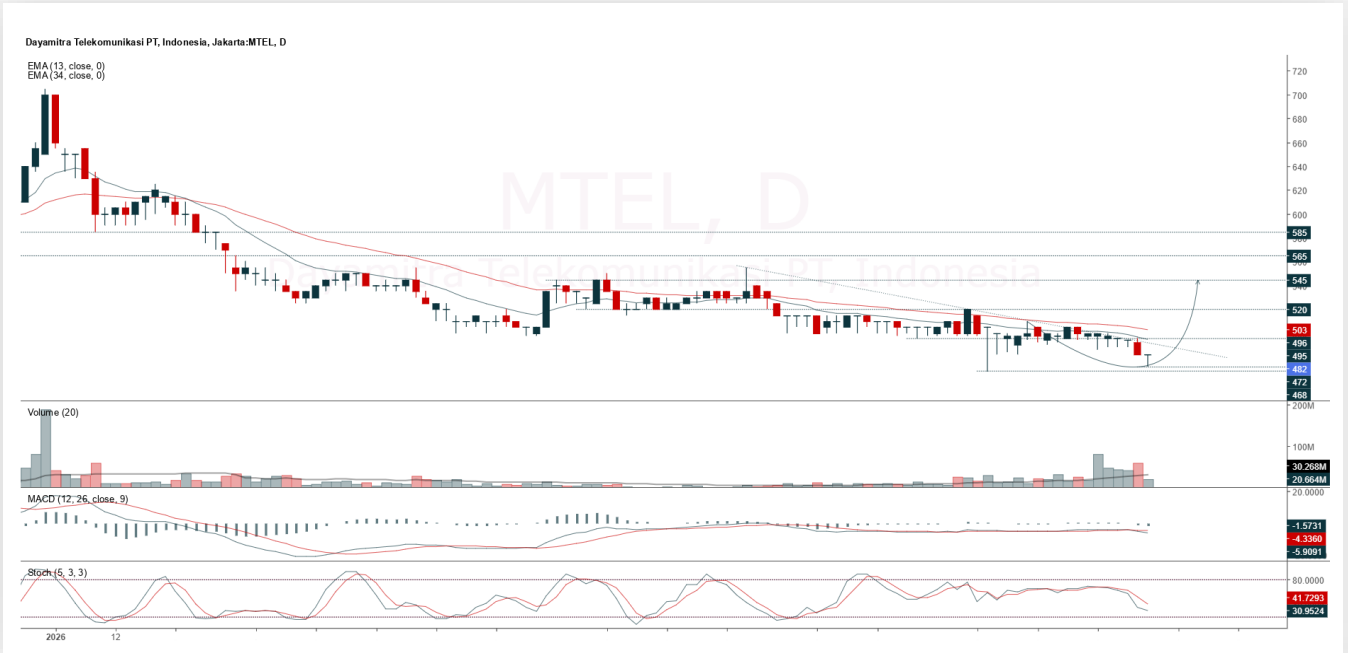 Dayamitra Telekomunikasi PT, Indonesia, Jakarta:MTEL, D
EMA (13, close, 0)
EMA (34, close, 0)
MTEL, D
Dayamitra Telekomunikasi PT, Indonesia
720
700
680
660
640
620
600
585
580
565
545
540
520
503
496
495
482
472
468
Volume (20)
200M
100M
30.268M
20.664M
MACD (12, 26, close, 9)
20.0000
-1.5731
-4.3360
-5.9091
Stoch (5, 3, 3)
80.0000
41.7293
30.9524
2026
12